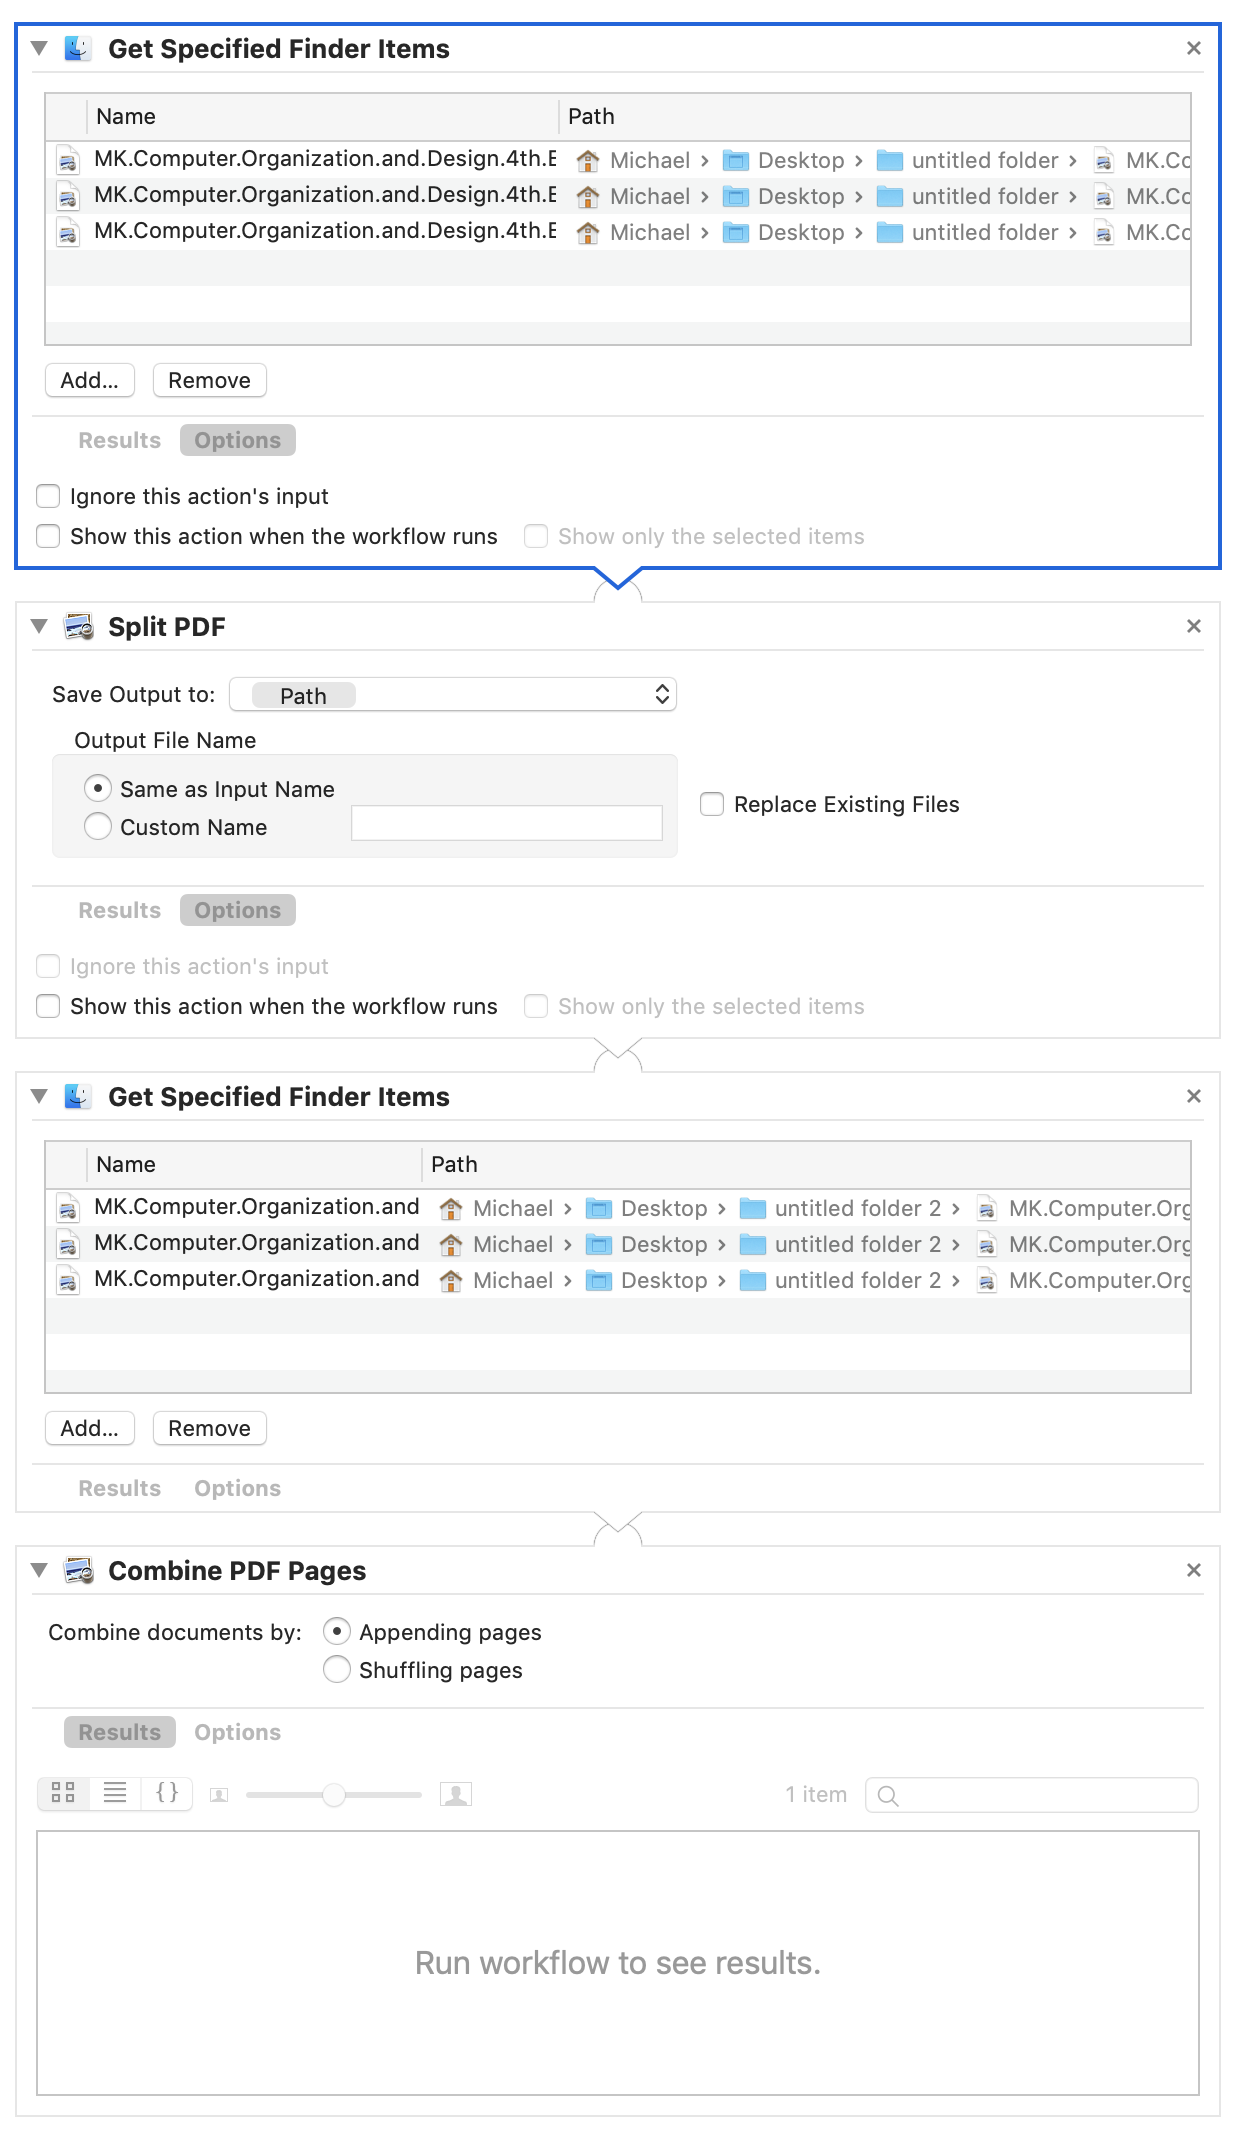 Get Specified Finder Items
Name Path
MK.Computer.Organization.and.Design.4th.E Michael › Desktop › untitled folder › MK.Co
MK.Computer.Organization.and.Design.4th.E Michael › Desktop › untitled folder › MK.Co
MK.Computer.Organization.and.Design.4th.E Michael › Desktop › untitled folder › MK.Co
Add... Remove
Results Options
Ignore this action's input
Show this action when the workflow runs Show only the selected items
Split PDF
Save Output to: Path
Output File Name
Same as Input Name
Replace Existing Files
Custom Name
Results Options
Ignore this action's input
Show this action when the workflow runs Show only the selected items
Get Specified Finder Items
Name Path
MK.Computer.Organization.and Michael › Desktop › untitled folder 2 › MK.Computer.Org
MK.Computer.Organization.and Michael › Desktop › untitled folder 2 › MK.Computer.Org
MK.Computer.Organization.and Michael › Desktop › untitled folder 2 › MK.Computer.Org
Add... Remove
Results Options
Combine PDF Pages
Combine documents by: Appending pages
Shuffling pages
Results Options
{} 1 item
Run workflow to see results.